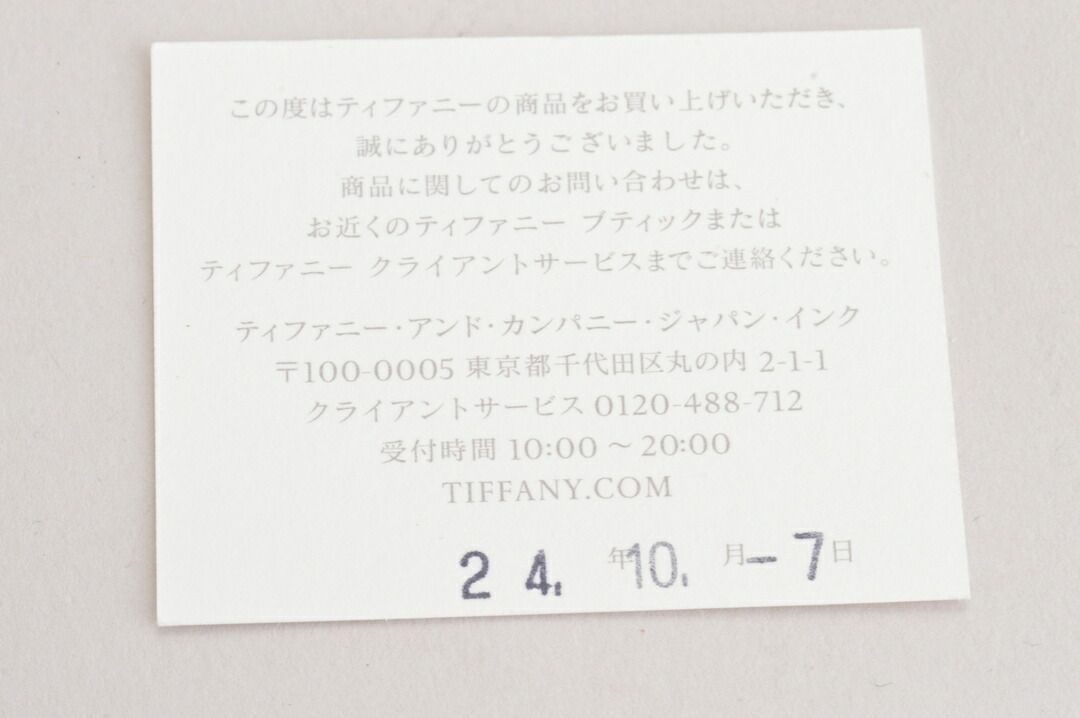 この度はティファニーの商品をお買い上げいただき、
誠にありがとうございました。
商品に関してのお問い合わせは、
お近くのティファニー ブティックまたは
ティファニー クライアントサービスまでご連絡ください。
ティファニー・アンド・カンパニー・ジャパン・インク
〒100-0005 東京都千代田区丸の内 2-1-1
クライアントサービス 0120-488-712
受付時間 10:00 〜 20:00
TIFFANY.COM
24. 年10. 月-7日